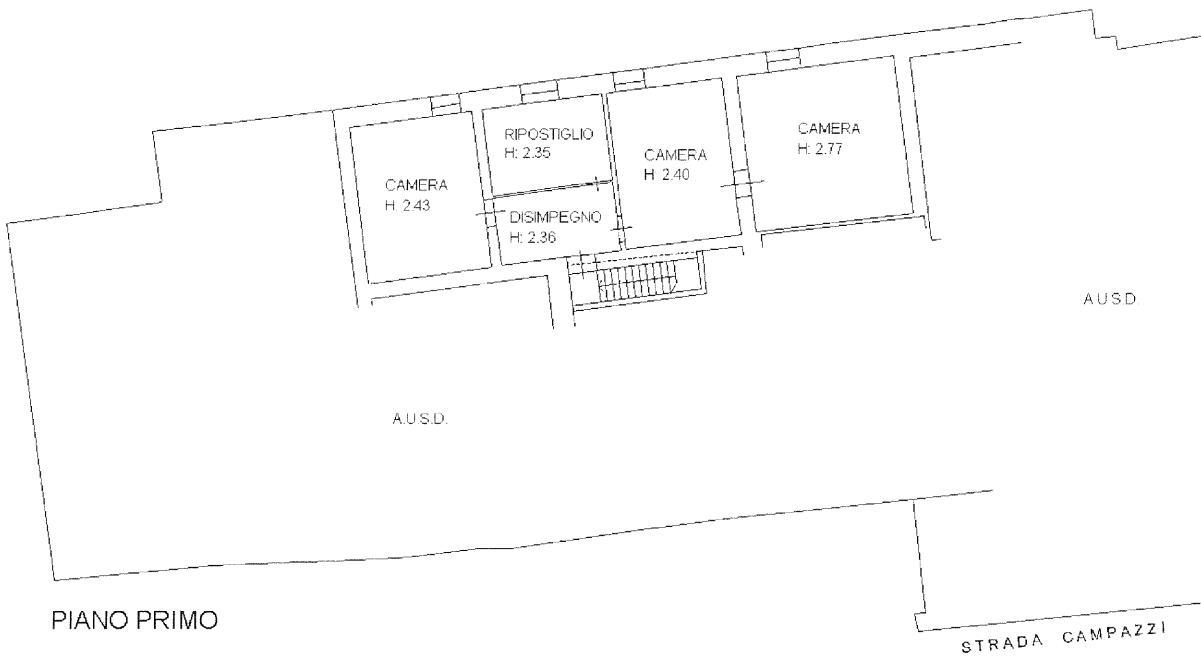 RIPOSTIGLIO
H: 2.35
CAMERA
H: 2.77
CAMERA
H 2.40
CAMERA
H: 2.43
DISIMPEGNO
H: 2.36
A.U.S.D
A.U.S.D.
PIANO PRIMO
STRADA CAMPAZZI